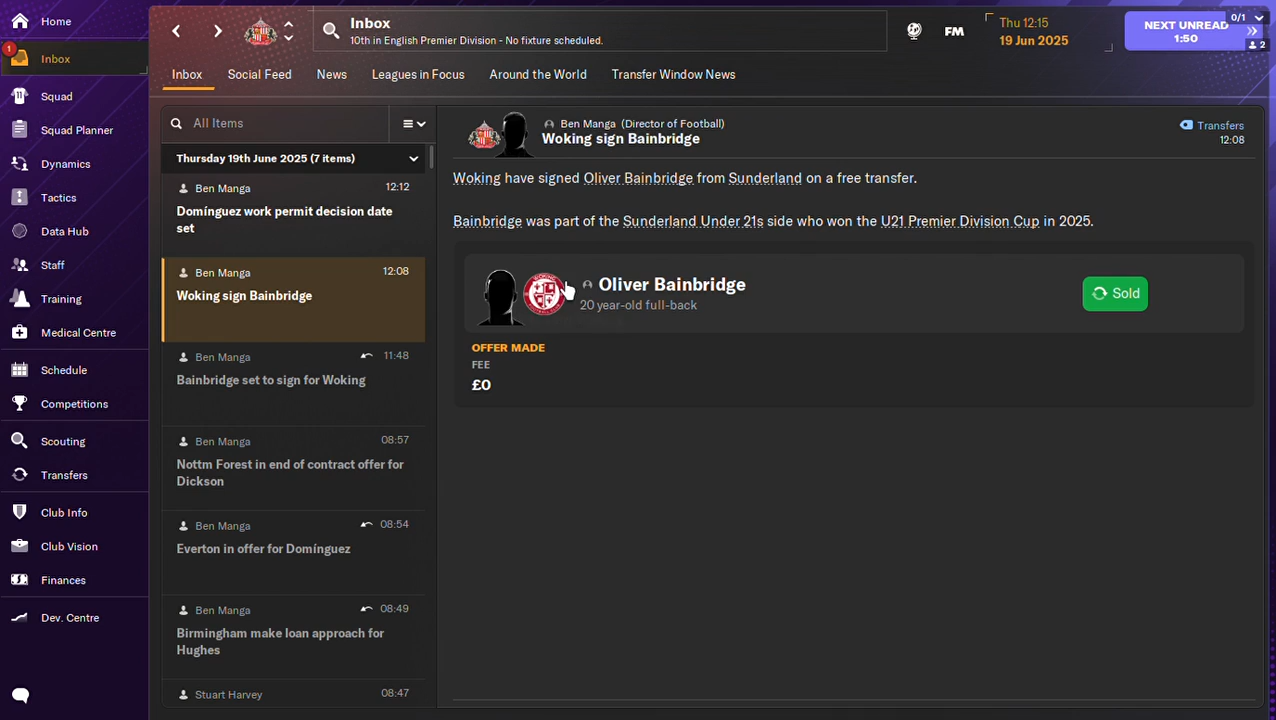 Home
1
Inbox
Squad
Squad Planner
Dynamics
Tactics
Data Hub
Staff
Training
Medical Centre
Schedule
Competitions
Scouting
Transfers
Club Info
Club Vision
Finances
Dev. Centre
Inbox
10th in English Premier Division - No fixture scheduled.
FM
Thu 12:15
19 Jun 2025
NEXT UNREAD
1:50
0/1
2
Inbox Social Feed News Leagues in Focus Around the World Transfer Window News
All Items
Thursday 19th June 2025 (7 items)
Ben Manga 12:12
Domínguez work permit decision date
set
Ben Manga 12:08
Woking sign Bainbridge
Ben Manga 11:48
Bainbridge set to sign for Woking
Ben Manga 08:57
Nottm Forest in end of contract offer for
Dickson
Ben Manga 08:54
Everton in offer for Domínguez
Ben Manga 08:49
Birmingham make loan approach for
Hughes
Stuart Harvey 08:47
Ben Manga (Director of Football)
Woking sign Bainbridge
Transfers
12:08
Woking have signed Oliver Bainbridge from Sunderland on a free transfer.
Bainbridge was part of the Sunderland Under 21s side who won the U21 Premier Division Cup in 2025.
Oliver Bainbridge
20 year-old full-back
Sold
OFFER MADE
FEE
£0